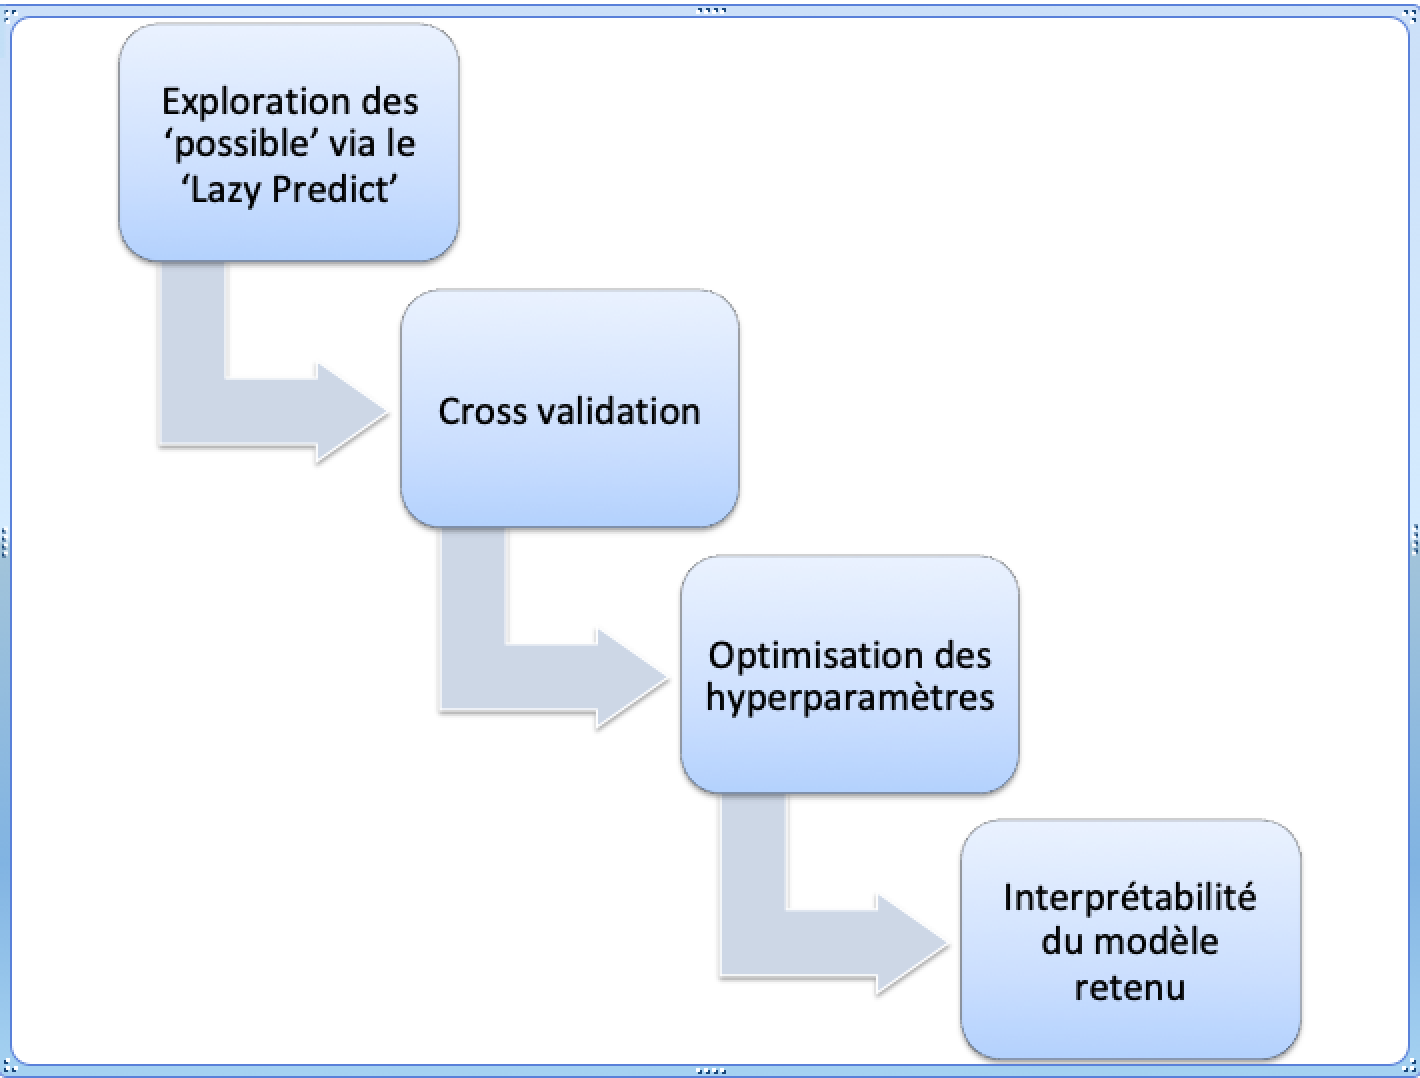 Exploration des
‘possible’ via le
‘Lazy Predict’
Cross validation
Optimisation des
hyperparamètres
Interprétabilité
du modèle
retenu